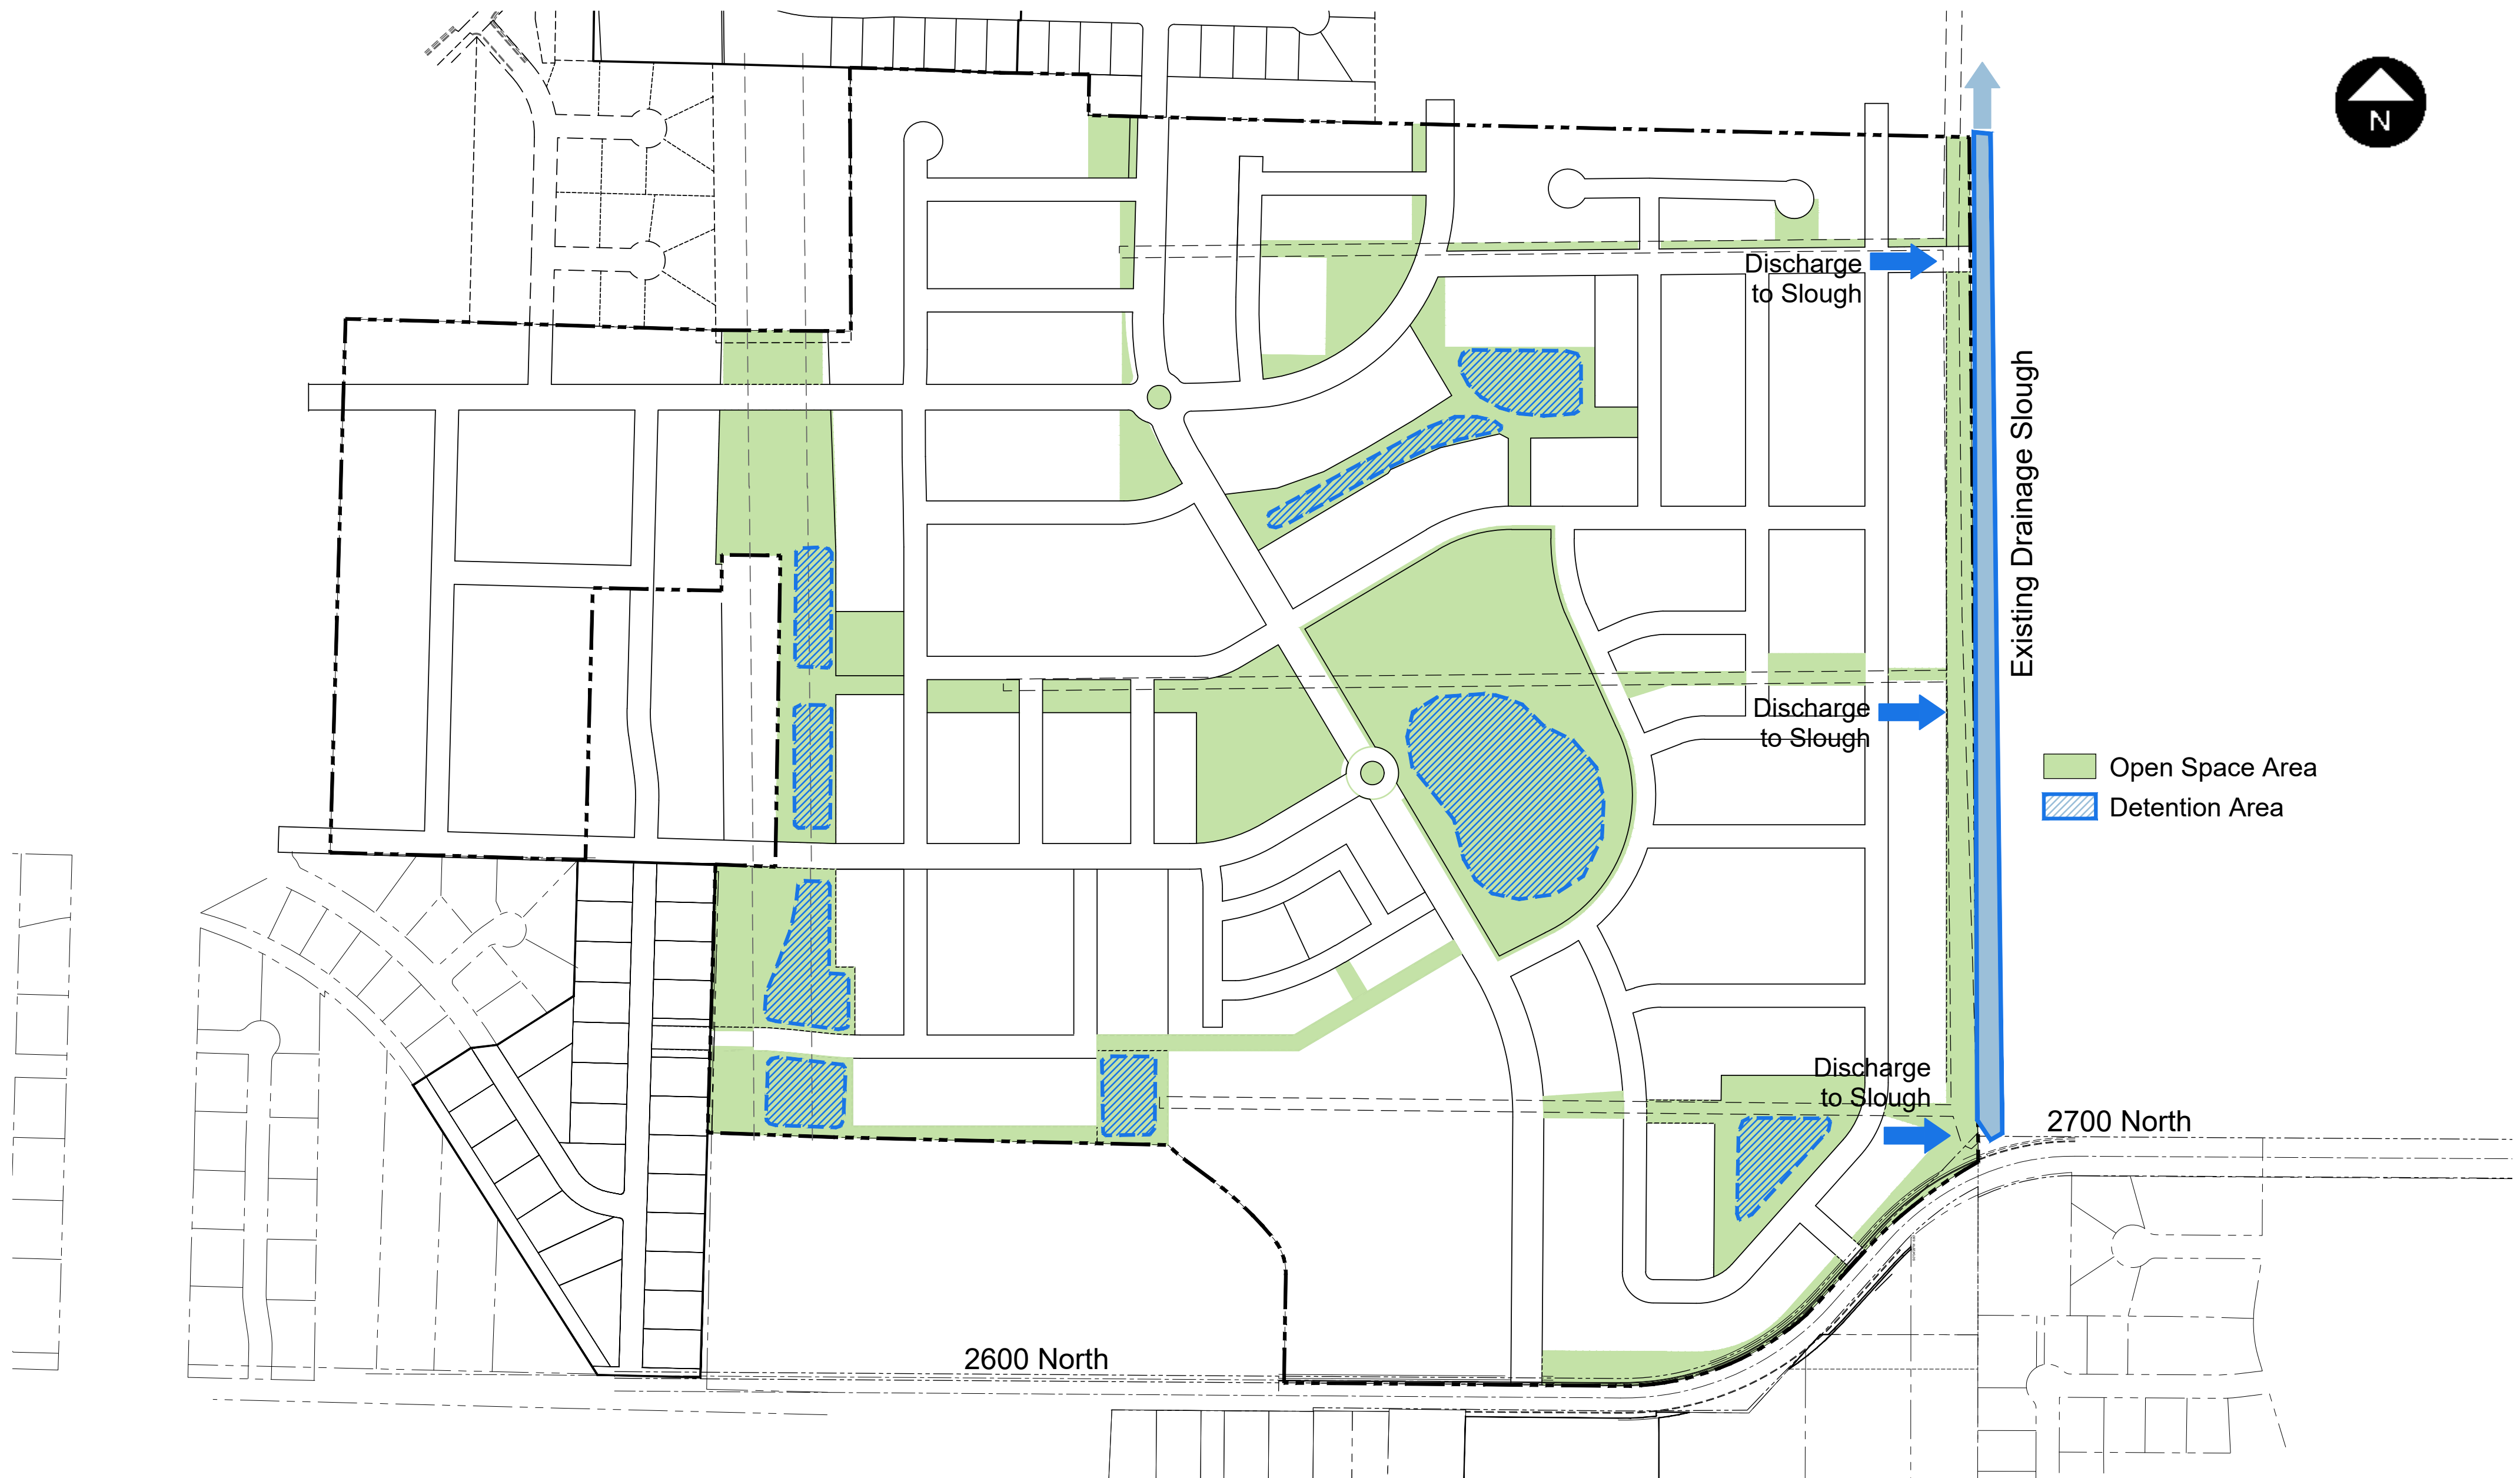 N
Discharge
to Slough
Existing Drainage Slough
Discharge
to Slough
Open Space Area
Detention Area
Discharge
to Slough
2700 North
2600 North